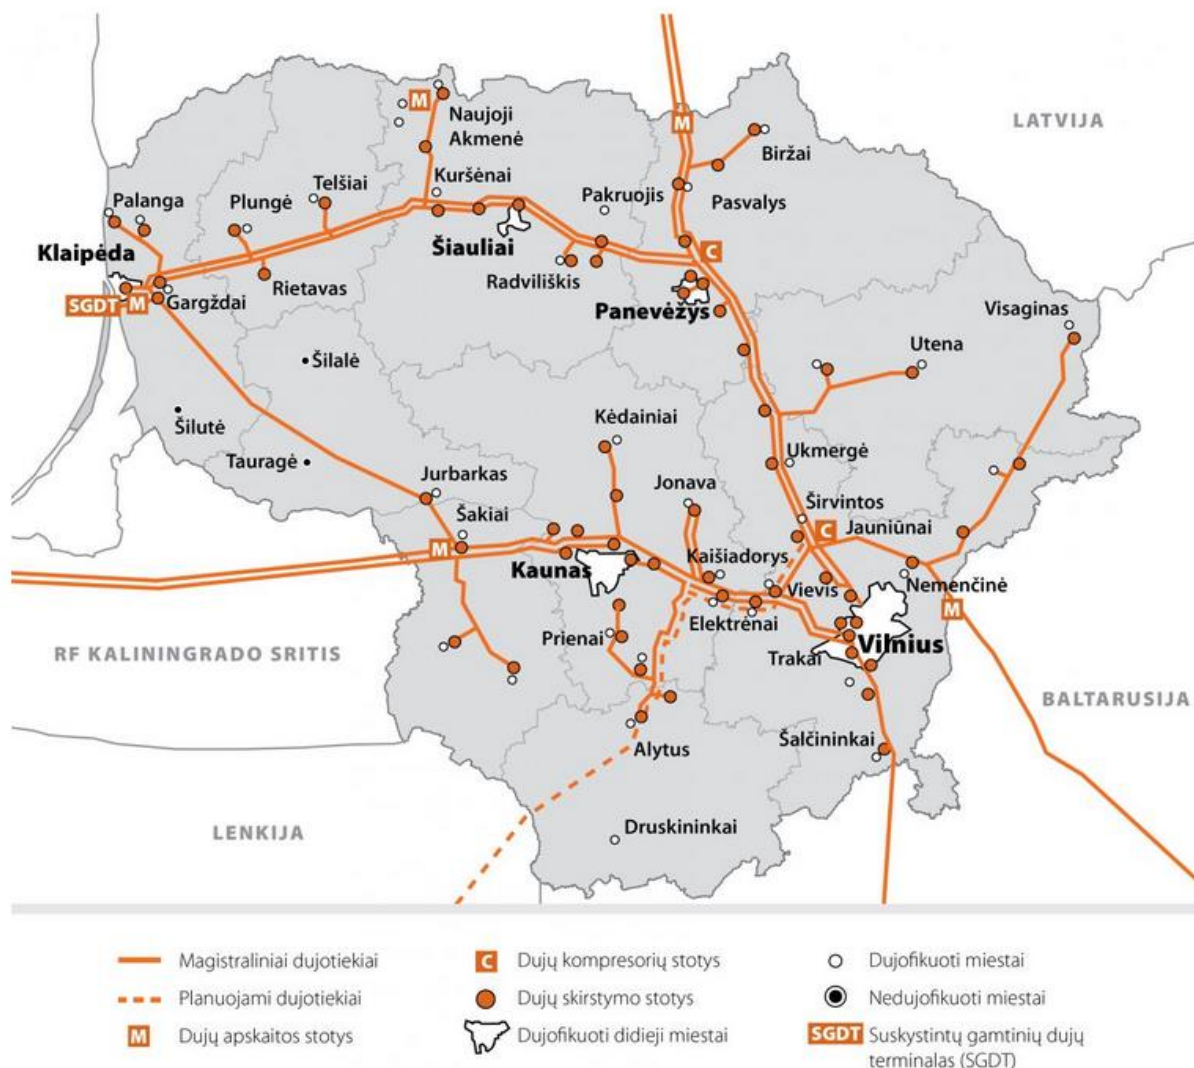 LATVIJA
M
Naujoji
Akmenė
M
Biržai
Kuršėnai
Telšiai
Pakruojis
Palanga
Plungė
Pasvalys
Klaipėda
Šiauliai
C
Radviliškis
Rietavas
SGDT
M
Gargždai
Panevėžys
Visaginas
Utena
Šilalė
Kėdainiai
Šilutė
Ukmergė
Tauragė
Jurbarkas
Jonava
Širvintos
Šakiai
C
Jauniūnai
M
Kaišiadorys
Kaunas
Vievis
Nemenčinė
M
Elektrėnai
Prienai
Vilnius
Trakai
RF KALININGRADO SRITIS
BALTARUSIJA
Alytus
Šalčininkai
LENKIJA
Druskininkai
Magistraliniai dujotiekiai
Planuojami dujotiekiai
M Dujų apskaitos stotys
C Dujų kompresorių stotys
Dujų skirstymo stotys
Dujofikuoti didieji miestai
Dujofikuoti miestai
Nedujofikuoti miestai
SGDT Suskystintų gamtinių dujų
terminalas (SGDT)